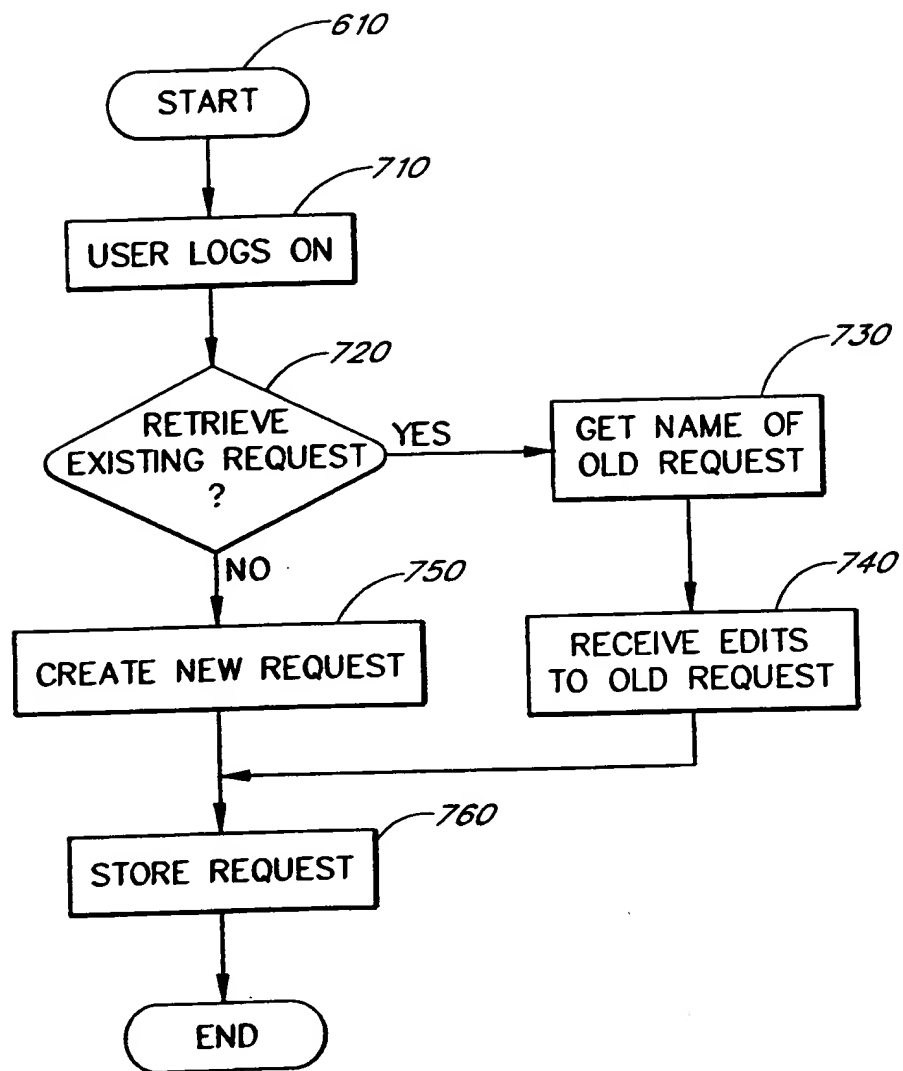 610
START
710
USER LOGS ON
720
RETRIEVE
EXISTING REQUEST
?
YES
730
GET NAME OF
OLD REQUEST
NO
740
RECEIVE EDITS
TO OLD REQUEST
750
CREATE NEW REQUEST
760
STORE REQUEST
END